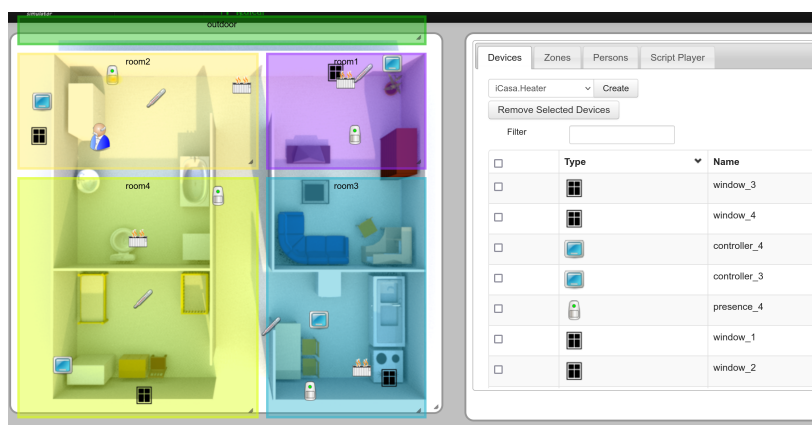 simulator
outdoor
room2
room1
room4
room3
Devices
Zones
Persons
Script Player
iCasa.Heater
Create
Remove Selected Devices
Filter
Type
Name
window_3
window_4
controller_4
controller_3
presence_4
window_1
window_2